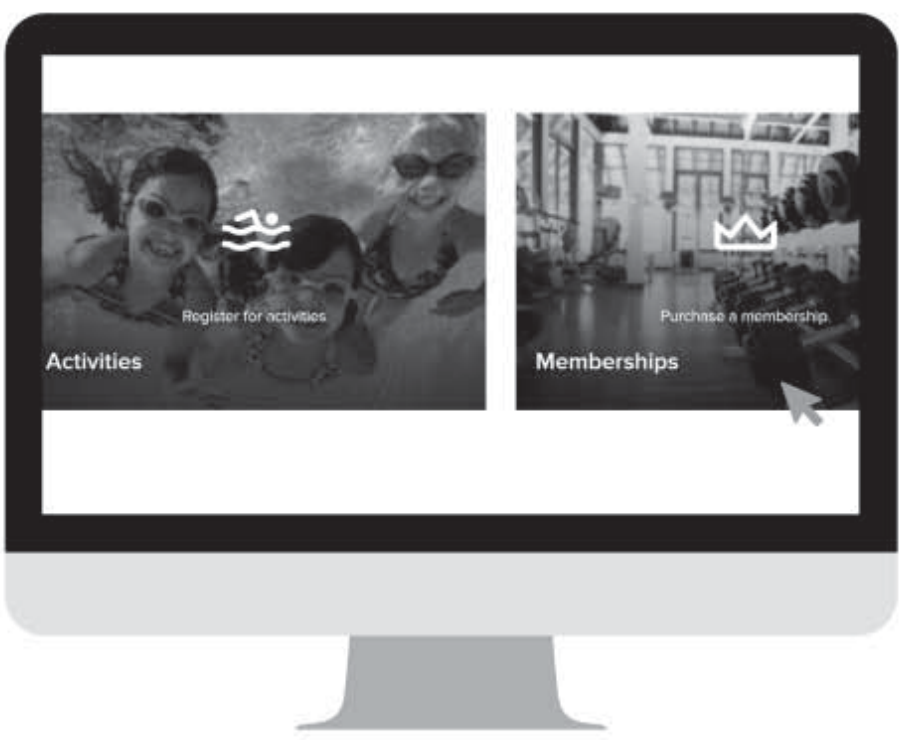 Register for activities
Activities
Purchase a membership.
Memberships